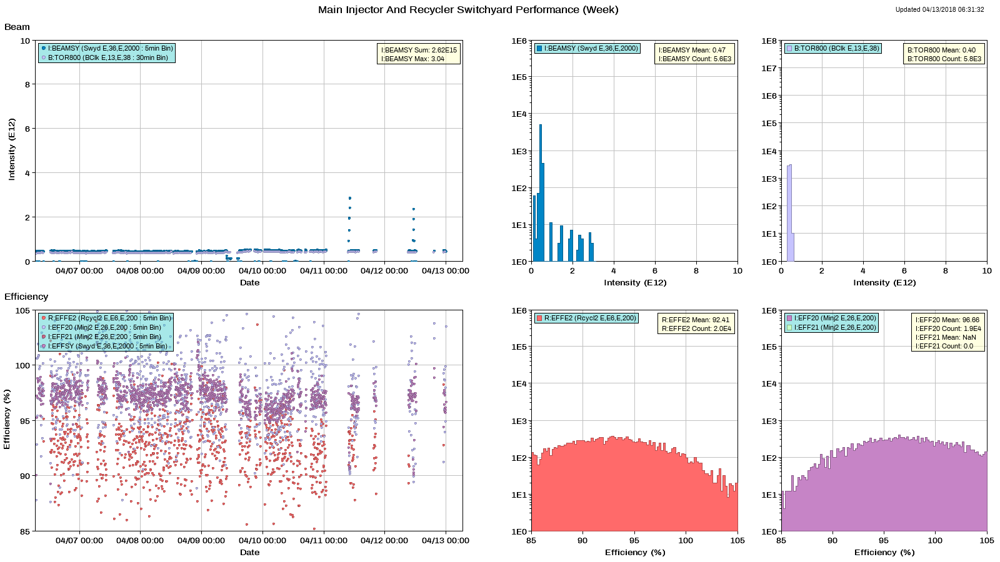 Main Injector And Recycler Switchyard Performance (Week)
Updated 04/13/2018 06:31:32
Beam
I:BEAMSY (Swyd E,36,E,2000 : 5min Bin)
B:TOR800 (BClk E,13,E,38 : 30min Bin)
I:BEAMSY Sum: 2.62E15
I:BEAMSY Max: 3.04
10
8
6
4
2
0
Intensity (E12)
04/07 00:00 04/08 00:00 04/09 00:00 04/10 00:00 04/11 00:00 04/12 00:00 04/13 00:00
Date
I:BEAMSY (Swyd E,36,E,2000)
I:BEAMSY Mean: 0.47
I:BEAMSY Count: 5.6E3
1E6
1E5
1E4
1E3
1E2
1E1
1E0
0 2 4 6 8 10
Intensity (E12)
B:TOR800 (BClk E,13,E,38)
B:TOR800 Mean: 0.40
B:TOR800 Count: 5.8E3
1E8
1E7
1E6
1E5
1E4
1E3
1E2
1E1
1E0
0 2 4 6 8 10
Intensity (E12)
Efficiency
R:EFFE2 (Rcycl2 E,E6,E,200 : 5min Bin)
I:EFF20 (Minj2 E,26,E,200 : 5min Bin)
I:EFF21 (Minj2 E,26,E,200 : 5min Bin)
I:EFFSY (Swyd E,36,E,2000 : 5min Bin)
105
100
95
90
85
Efficiency (%)
04/07 00:00 04/08 00:00 04/09 00:00 04/10 00:00 04/11 00:00 04/12 00:00 04/13 00:00
Date
R:EFFE2 (Rcycl2 E,E6,E,200)
R:EFFE2 Mean: 92.41
R:EFFE2 Count: 2.0E4
1E6
1E5
1E4
1E3
1E2
1E1
1E0
85 90 95 100 105
Efficiency (%)
I:EFF20 (Minj2 E,26,E,200)
I:EFF21 (Minj2 E,26,E,200)
I:EFF20 Mean: 96.66
I:EFF20 Count: 1.9E4
I:EFF21 Mean: NaN
I:EFF21 Count: 0.0
1E6
1E5
1E4
1E3
1E2
1E1
1E0
85 90 95 100 105
Efficiency (%)